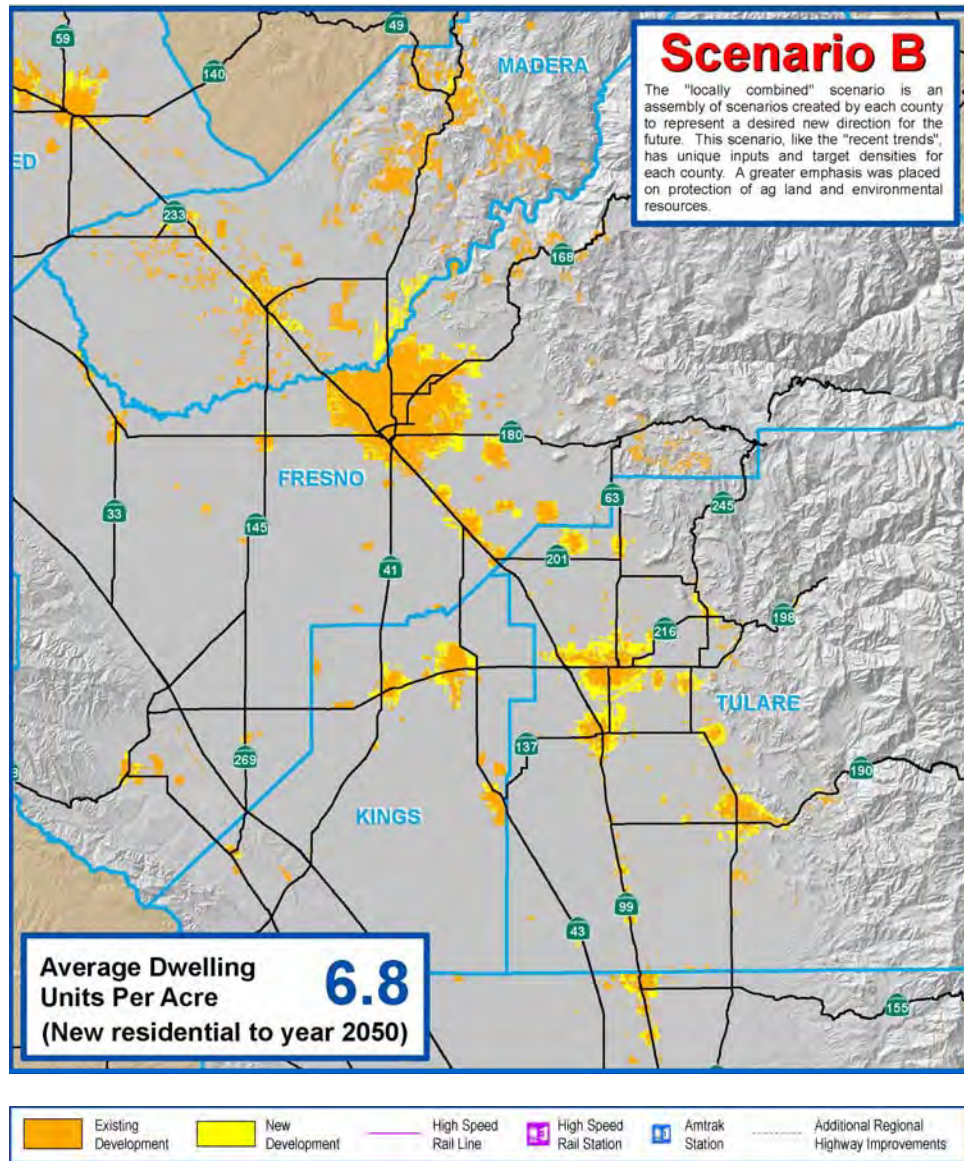 59
49
140
MADERA
Scenario B
The "locally combined" scenario is an
assembly of scenarios created by each county
to represent a desired new direction for the
future. This scenario, like the "recent trends",
has unique inputs and target densities for
each county. A greater emphasis was placed
on protection of ag land and environmental
resources.
ED
233
168
180
FRESNO
33
145
41
63
245
201
198
216
TULARE
137
269
190
KINGS
99
43
155
Average Dwelling
Units Per Acre
6.8
(New residential to year 2050)
Existing
Development
New
Development
High Speed
Rail Line
High Speed
Rail Station
Amtrak
Station
Additional Regional
Highway Improvements